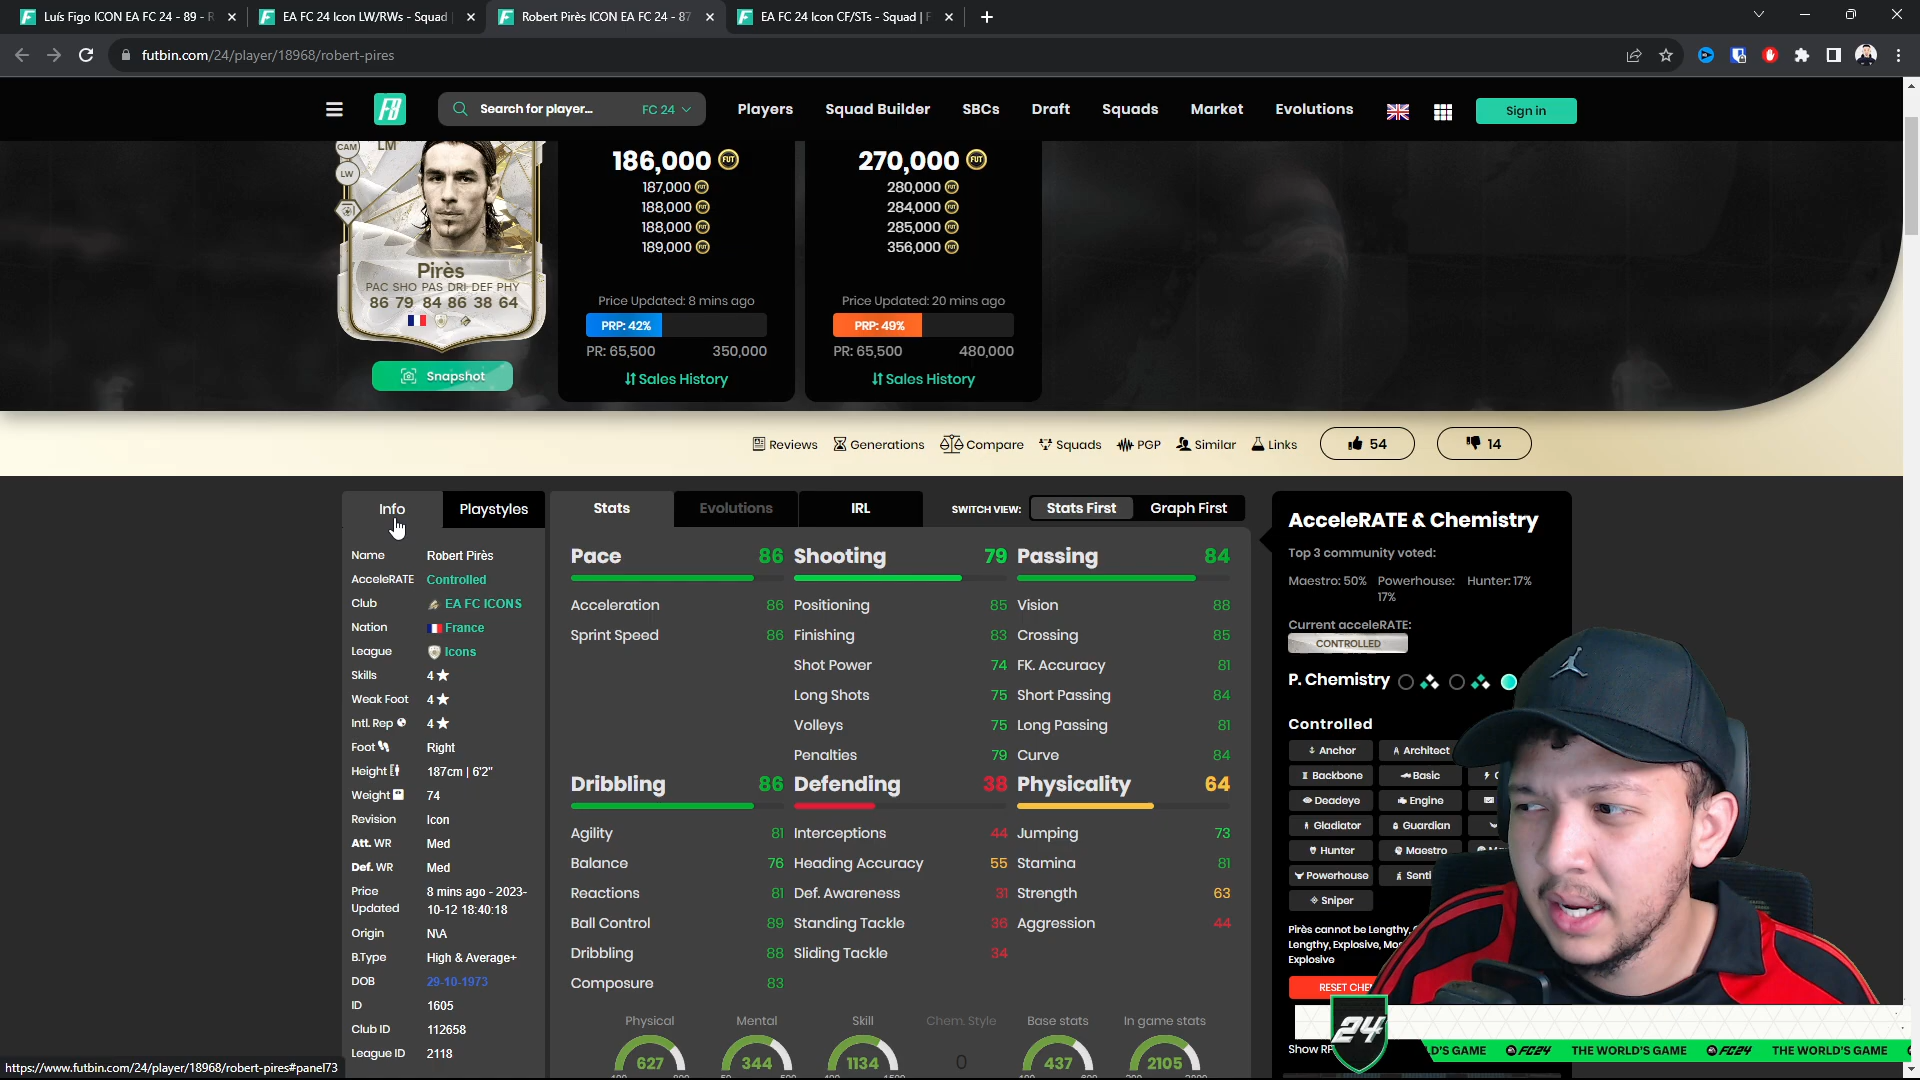 Luís Figo ICON EA FC 24 - 89 - R
EA FC 24 Icon LW/RWs - Squad
Robert Pirès ICON EA FC 24 - 87
EA FC 24 Icon CF/STs - Squad | F
futbin.com/24/player/18968/robert-pires
Search for player... FC 24
Players Squad Builder SBCs Draft Squads Market Evolutions Sign in
CAM LM
LW
Pirès
PAC SHO PAS DRI DEF PHY
86 79 84 86 38 64
Snapshot
186,000
187,000
188,000
188,000
189,000
Price Updated: 8 mins ago
PRP: 42%
PR: 65,500 350,000
Sales History
270,000
280,000
284,000
285,000
356,000
Price Updated: 20 mins ago
PRP: 49%
PR: 65,500 480,000
Sales History
Reviews Generations Compare Squads PGP Similar Links 54 14
Info Playstyles
Name Robert Pirès
AcceleRATE Controlled
Club EA FC ICONS
Nation France
League Icons
Skills 4
Weak Foot 4
Intl. Rep 4
Foot Right
Height 187cm | 6'2"
Weight 74
Revision Icon
Att. WR Med
Def. WR Med
Price Updated 8 mins ago - 2023-
10-12 18:40:18
Origin N\A
B.Type High & Average+
DOB 29-10-1973
ID 1605
Club ID 112658
League ID 2118
Stats Evolutions IRL SWITCH VIEW: Stats First Graph First
Pace 86
Acceleration 86
Sprint Speed 86
Shooting 79
Positioning 85
Finishing 83
Shot Power 74
Long Shots 75
Volleys 75
Penalties 79
Passing 84
Vision 88
Crossing 85
FK. Accuracy 81
Short Passing 84
Long Passing 81
Curve 84
Dribbling 86
Agility 81
Balance 76
Reactions 81
Ball Control 89
Dribbling 88
Composure 83
Defending 38
Interceptions 44
Heading Accuracy 55
Def. Awareness 31
Standing Tackle 36
Sliding Tackle 34
Physicality 64
Jumping 73
Stamina 81
Strength 63
Aggression 44
Physical Mental Skill Chem. Style Base stats In game stats
627 344 1134 0 437 2105
AcceleRATE & Chemistry
Top 3 community voted:
Maestro: 50% Powerhouse: 17% Hunter: 17%
Current acceleRATE:
CONTROLLED
P. Chemistry
Controlled
Anchor Architect
Backbone Basic
Deadeye Engine
Gladiator Guardian
Hunter Maestro
Powerhouse Senti
Sniper
Pirès cannot be Lengthy,
Lengthy, Explosive,
Explosive
RESET CHE
Show
24
D'S GAME FC24 THE WORLD'S GAME FC24 THE WORLD'S GAME
https://www.futbin.com/24/player/18968/robert-pires#panel73